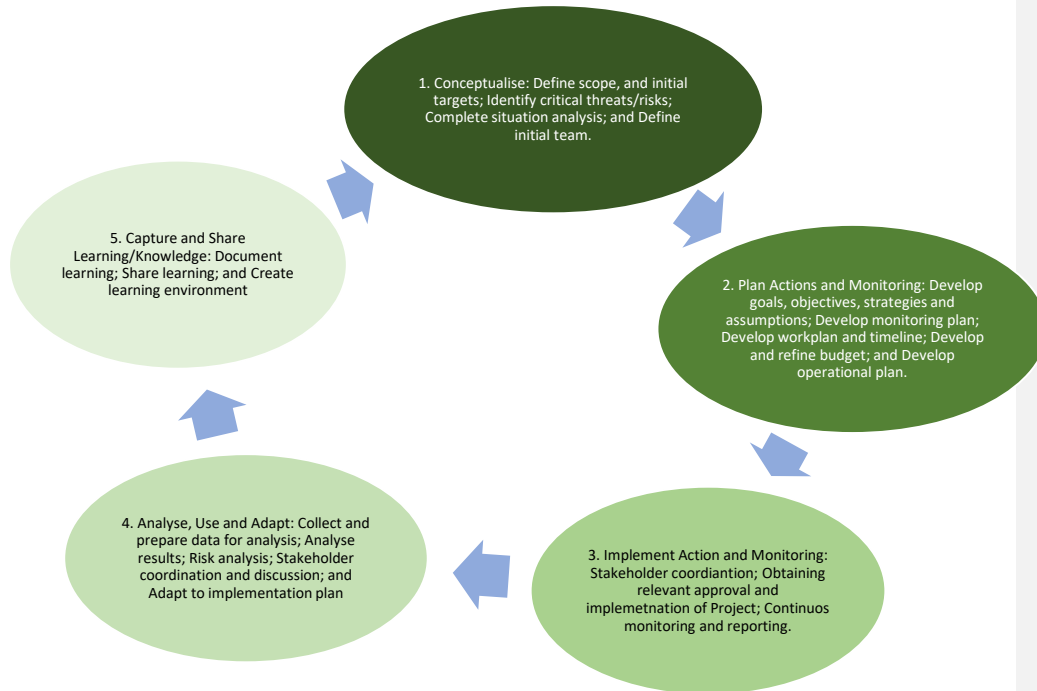 1. Conceptualise: Define scope, and initial
targets; Identify critical threats/risks;
Complete situation analysis; and Define
initial team.
2. Plan Actions and Monitoring: Develop
goals, objectives, strategies and
assumptions; Develop monitoring plan;
Develop workplan and timeline; Develop
and refine budget; and Develop
operational plan.
3. Implement Action and Monitoring:
Stakeholder coordiantion; Obtaining
relevant approval and
implemetnation of Project; Continuos
monitoring and reporting.
4. Analyse, Use and Adapt: Collect and
prepare data for analysis; Analyse
results; Risk analysis; Stakeholder
coordination and discussion; and
Adapt to implementation plan
5. Capture and Share
Learning/Knowledge: Document
learning; Share learning; and Create
learning environment